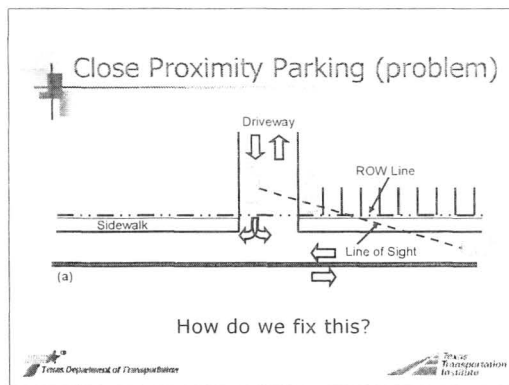 Close Proximity Parking (problem)
Driveway
ROW Line
Sidewalk
Line of Sight
(a)
How do we fix this?
Texas Department of Transportation
Texas
Transportation
Institute